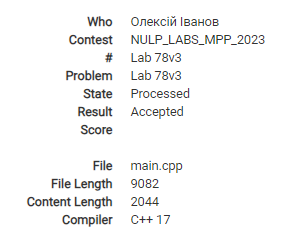 Who Олексій Іванов
Contest NULP_LABS_MPP_2023
# Lab 78v3
Problem Lab 78v3
State Processed
Result Accepted
Score
File main.cpp
File Length 9082
Content Length 2044
Compiler C++ 17